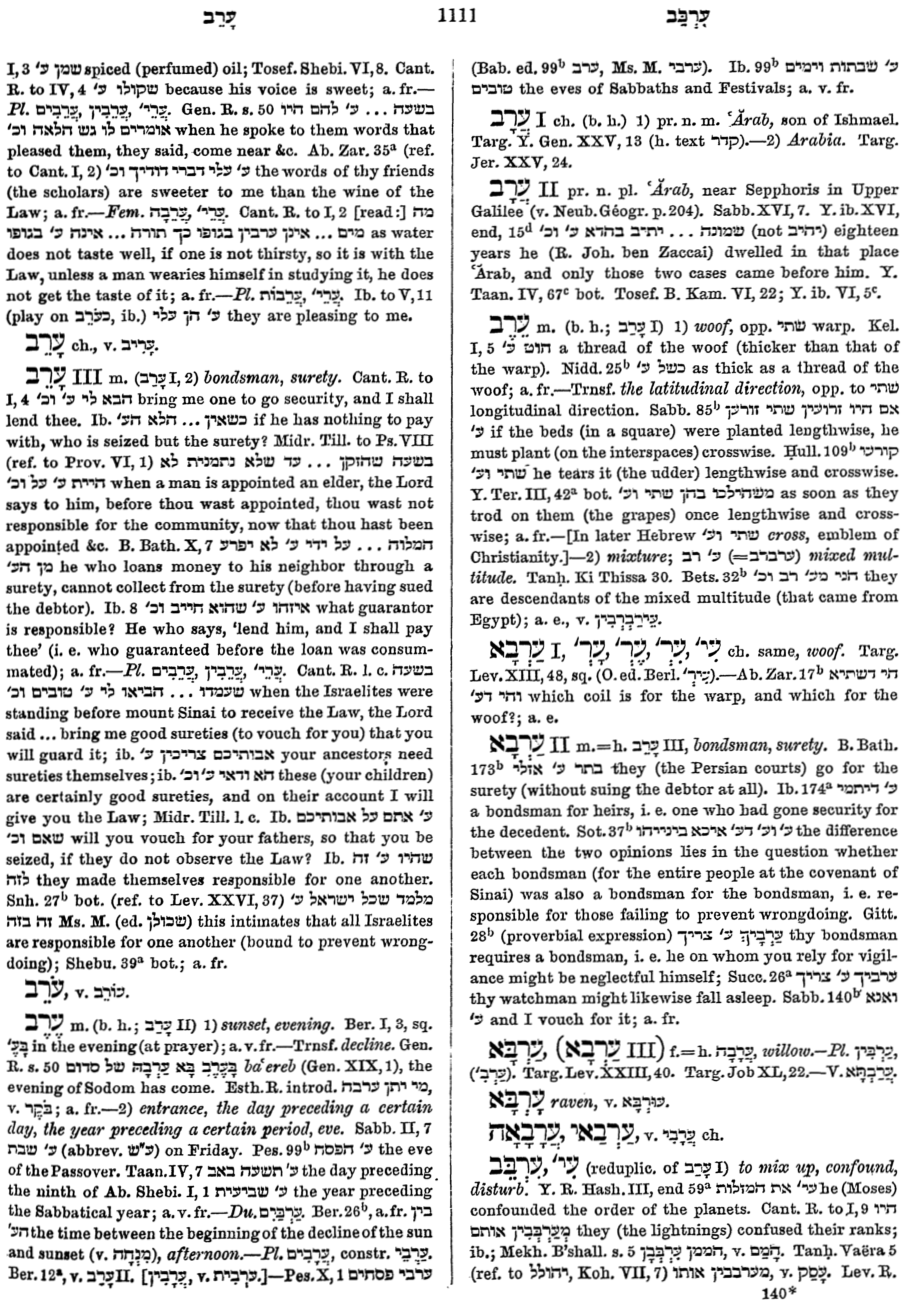 עָרֵב 1111 עִרְבֵּב
I, 3 שמן ע' spiced (perfumed) oil; Tosef. Shebi. VI, 8. Cant.
R. to IV, 4 שקולו ע' because his voice is sweet; a. fr.—
Pl. עֲרֵבִים, עֲרֵבִין, עֲרֵי'. Gen. R. s. 50 בשעה ... ע' להם היו
אומרים לו גש הלאה וכ' when he spoke to them words that
pleased them, they said, come near &c. Ab. Zar. 35a (ref.
to Cant. I, 2) ע' עלי דברי דודיך וכ' the words of thy friends
(the scholars) are sweeter to me than the wine of the
Law; a. fr.—Fem. עֲרֵבָה, עֲרֵי'. Cant. R. to I, 2 [read:] מה
מים ... אינן ערבין בגופו כך תורה ... אינה ע' בגופו as water
does not taste well, if one is not thirsty, so it is with the
Law, unless a man wearies himself in studying it, he does
not get the taste of it; a. fr.—Pl. עֲרֵבוֹת, עֲרֵי'. Ib. to V, 11
(play on כערב, ib.) ע' הן עלי they are pleasing to me.
עָרֵב ch., v. עָרִיב.
עָרֵב III m. (עָרַב I, 2) bondsman, surety. Cant. R. to
I, 4 הבא לי ע' וכ' bring me one to go security, and I shall
lend thee. Ib. כשאין ... הלא הע' if he has nothing to pay
with, who is seized but the surety? Midr. Till. to Ps. VIII
(ref. to Prov. VI, 1) בשעה שהזקן ... עד שלא נתמנית לא
היית ע' על וכ' when a man is appointed an elder, the Lord
says to him, before thou wast appointed, thou wast not
responsible for the community, now that thou hast been
appointed &c. B. Bath. X, 7 המלוה ... על ידי ע' לא יפרע
מן הע' he who loans money to his neighbor through a
surety, cannot collect from the surety (before having sued
the debtor). Ib. 8 איזהו ע' שהוא חייב וכ' what guarantor
is responsible? He who says, 'lend him, and I shall pay
thee' (i. e. who guaranteed before the loan was consum-
mated); a. fr.—Pl. עֲרֵבִים, עֲרֵבִין, עֲרֵי'. Cant. R. l. c. בשעה
שעמדו ... הביאו לי ע' טובים וכ' when the Israelites were
standing before mount Sinai to receive the Law, the Lord
said ... bring me good sureties (to vouch for you) that you
will guard it; ib. אבותיכם צריכין ע' your ancestors need
sureties themselves; ib. הא ודאי ע' וכ' these (your children)
are certainly good sureties, and on their account I will
give you the Law; Midr. Till. l. c. Ib. ע' אתם על אבותיכם
שאם וכ' will you vouch for your fathers, so that you be
seized, if they do not observe the Law? Ib. שהיו ע' זה
לזה they made themselves responsible for one another.
Snh. 27b bot. (ref. to Lev. XXVI, 37) מלמד שכל ישראל ע'
זה בזה Ms. M. (ed. שכולן) this intimates that all Israelites
are responsible for one another (bound to prevent wrong-
doing); Shebu. 39a bot.; a. fr.
עֹרֵב, v. עוֹרֵב.
עֶרֶב m. (b. h.; עָרַב II) 1) sunset, evening. Ber. I, 3, sq.
בָּעֶ' in the evening (at prayer); a. v. fr.—Trnsf. decline. Gen.
R. s. 50 בָּעֶרֶב בָּא עַרְבָּהּ של סדום ba'ereb (Gen. XIX, 1), the
evening of Sodom has come. Esth. R. introd. מי יתן ערבה,
v. בֹּקֶר; a. fr.—2) entrance, the day preceding a certain
day, the year preceding a certain period, eve. Sabb. II, 7
ע' שבת (abbrev. ע"ש) on Friday. Pes. 99b ע' הפסח the eve
of the Passover. Taan. IV, 7 ע' תשעה באב the day preceding
the ninth of Ab. Shebi. I, 1 ע' שביעית the year preceding
the Sabbatical year; a. v. fr.—Du. עַרְבַּיִם. Ber. 26b, a. fr. בין
הע' the time between the beginning of the decline of the sun
and sunset (v. מִנְחָה), afternoon.—Pl. עֲרָבִים, constr. עַרְבֵי.
Ber. 12a, v. עָרַב II. [עֲרָבִין, v. עַרְבִית.]—Pes. X, 1 ערבי פסחים
(Bab. ed. 99b ערב, Ms. M. ערבי). Ib. 99b ע' שבתות וימים
טובים the eves of Sabbaths and Festivals; a. v. fr.
עֲרָב I ch. (b. h.) 1) pr. n. m. ʿĂrab, son of Ishmael.
Targ. Y. Gen. XXV, 13 (h. text קדר).—2) Arabia. Targ.
Jer. XXV, 24.
עֲרָב II pr. n. pl. ʿĂrab, near Sepphoris in Upper
Galilee (v. Neub. Géogr. p. 204). Sabb. XVI, 7. Y. ib. XVI,
end, 15d שמונה ... יתיב בהדא ע' וכ' (not יהיב) eighteen
years he (R. Joh. ben Zaccai) dwelled in that place
ʿĂrab, and only those two cases came before him. Y.
Taan. IV, 67c bot. Tosef. B. Kam. VI, 22; Y. ib. VI, 5c.
עֵרֶב m. (b. h.; עָרַב I) 1) woof, opp. שתי warp. Kel.
I, 5 חוט ע' a thread of the woof (thicker than that of
the warp). Nidd. 25b כשל ע' as thick as a thread of the
woof; a. fr.—Trnsf. the latitudinal direction, opp. to שתי
longitudinal direction. Sabb. 85b אם היו זרועין שתי זורען
ע' if the beds (in a square) were planted lengthwise, he
must plant (on the interspaces) crosswise. Ḥull. 109b קורעו
שתי וע' he tears it (the udder) lengthwise and crosswise.
Y. Ter. III, 42a bot. משהילכו בהן שתי וע' as soon as they
trod on them (the grapes) once lengthwise and cross-
wise; a. fr.—[In later Hebrew שתי וע' cross, emblem of
Christianity.]—2) mixture; ע' רב (=ערברב) mixed mul-
titude. Tanḥ. Ki Thissa 30. Bets. 32b הני מע' רב וכ' they
are descendants of the mixed multitude (that came from
Egypt); a. e., v. עִירְבְּרְבִין.
עַרְבָא I, עֵרְ', עֶרְ', עִרְ', עֵי' ch. same, woof. Targ.
Lev. XIII, 48, sq. (O. ed. Berl. עֵיר').—Ab. Zar. 17b הי דשתיא
והי דע' which coil is for the warp, and which for the
woof?; a. e.
עַרְבָא II m.=h. עָרֵב III, bondsman, surety. B. Bath.
173b בתר ע' אזלי they (the Persian courts) go for the
surety (without suing the debtor at all). Ib. 174a ע' דיתמי
a bondsman for heirs, i. e. one who had gone security for
the decedent. Sot. 37b ע' וע' דע' איכא בינייהו the difference
between the two opinions lies in the question whether
each bondsman (for the entire people at the covenant of
Sinai) was also a bondsman for the bondsman, i. e. re-
sponsible for those failing to prevent wrongdoing. Gitt.
28b (proverbial expression) עַרְבָיךְ ע' צריך thy bondsman
requires a bondsman, i. e. he on whom you rely for vigil-
ance might be neglectful himself; Succ. 26a ערביך ע' צריך
thy watchman might likewise fall asleep. Sabb. 140b ואנא
ע' and I vouch for it; a. fr.
עַרְבָּא, (עַרְבָא III) f.=h. עֲרָבָה, willow.—Pl. עַרְבִּין,
(עַרְבֵ'). Targ. Lev. XXIII, 40. Targ. Job XL, 22.—V. עֲרַבְתָּא.
עֹרְבָּא raven, v. עוּרְבָּא.
עַרְבָאָה, עַרְבַאי, v. עֲרָבִי ch.
עִרְבֵּב, עי' (reduplic. of עָרַב I) to mix up, confound,
disturb. Y. R. Hash. III, end 59a עי' את המזלות he (Moses)
confounded the order of the planets. Cant. R. to I, 9 היו
מְעַרְבְּבִין אותם they (the lightnings) confused their ranks;
ib.; Mekh. B'shall. s. 5 הממן עִרְבְּבָן, v. הָמַם. Tanḥ. Vaëra 5
(ref. to יהולל, Koh. VII, 7) מערבבין אותו, v. עֵסֶק. Lev. R.
140*